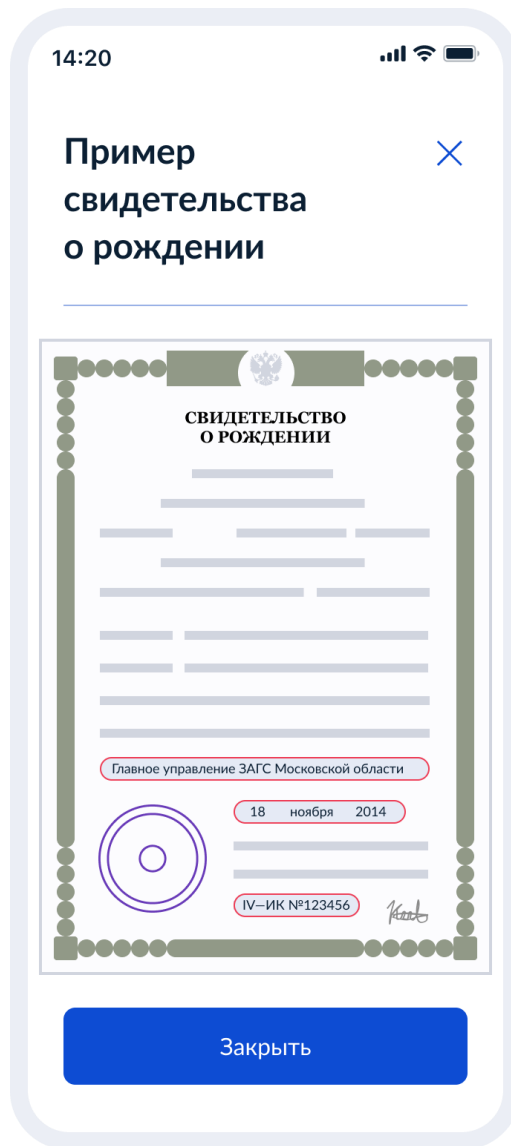 14:20
Пример
свидетельства
о рождении
СВИДЕТЕЛЬСТВО
О РОЖДЕНИИ
Главное управление ЗАГС Московской области
18 ноября 2014
IV–ИК №123456
Закрыть